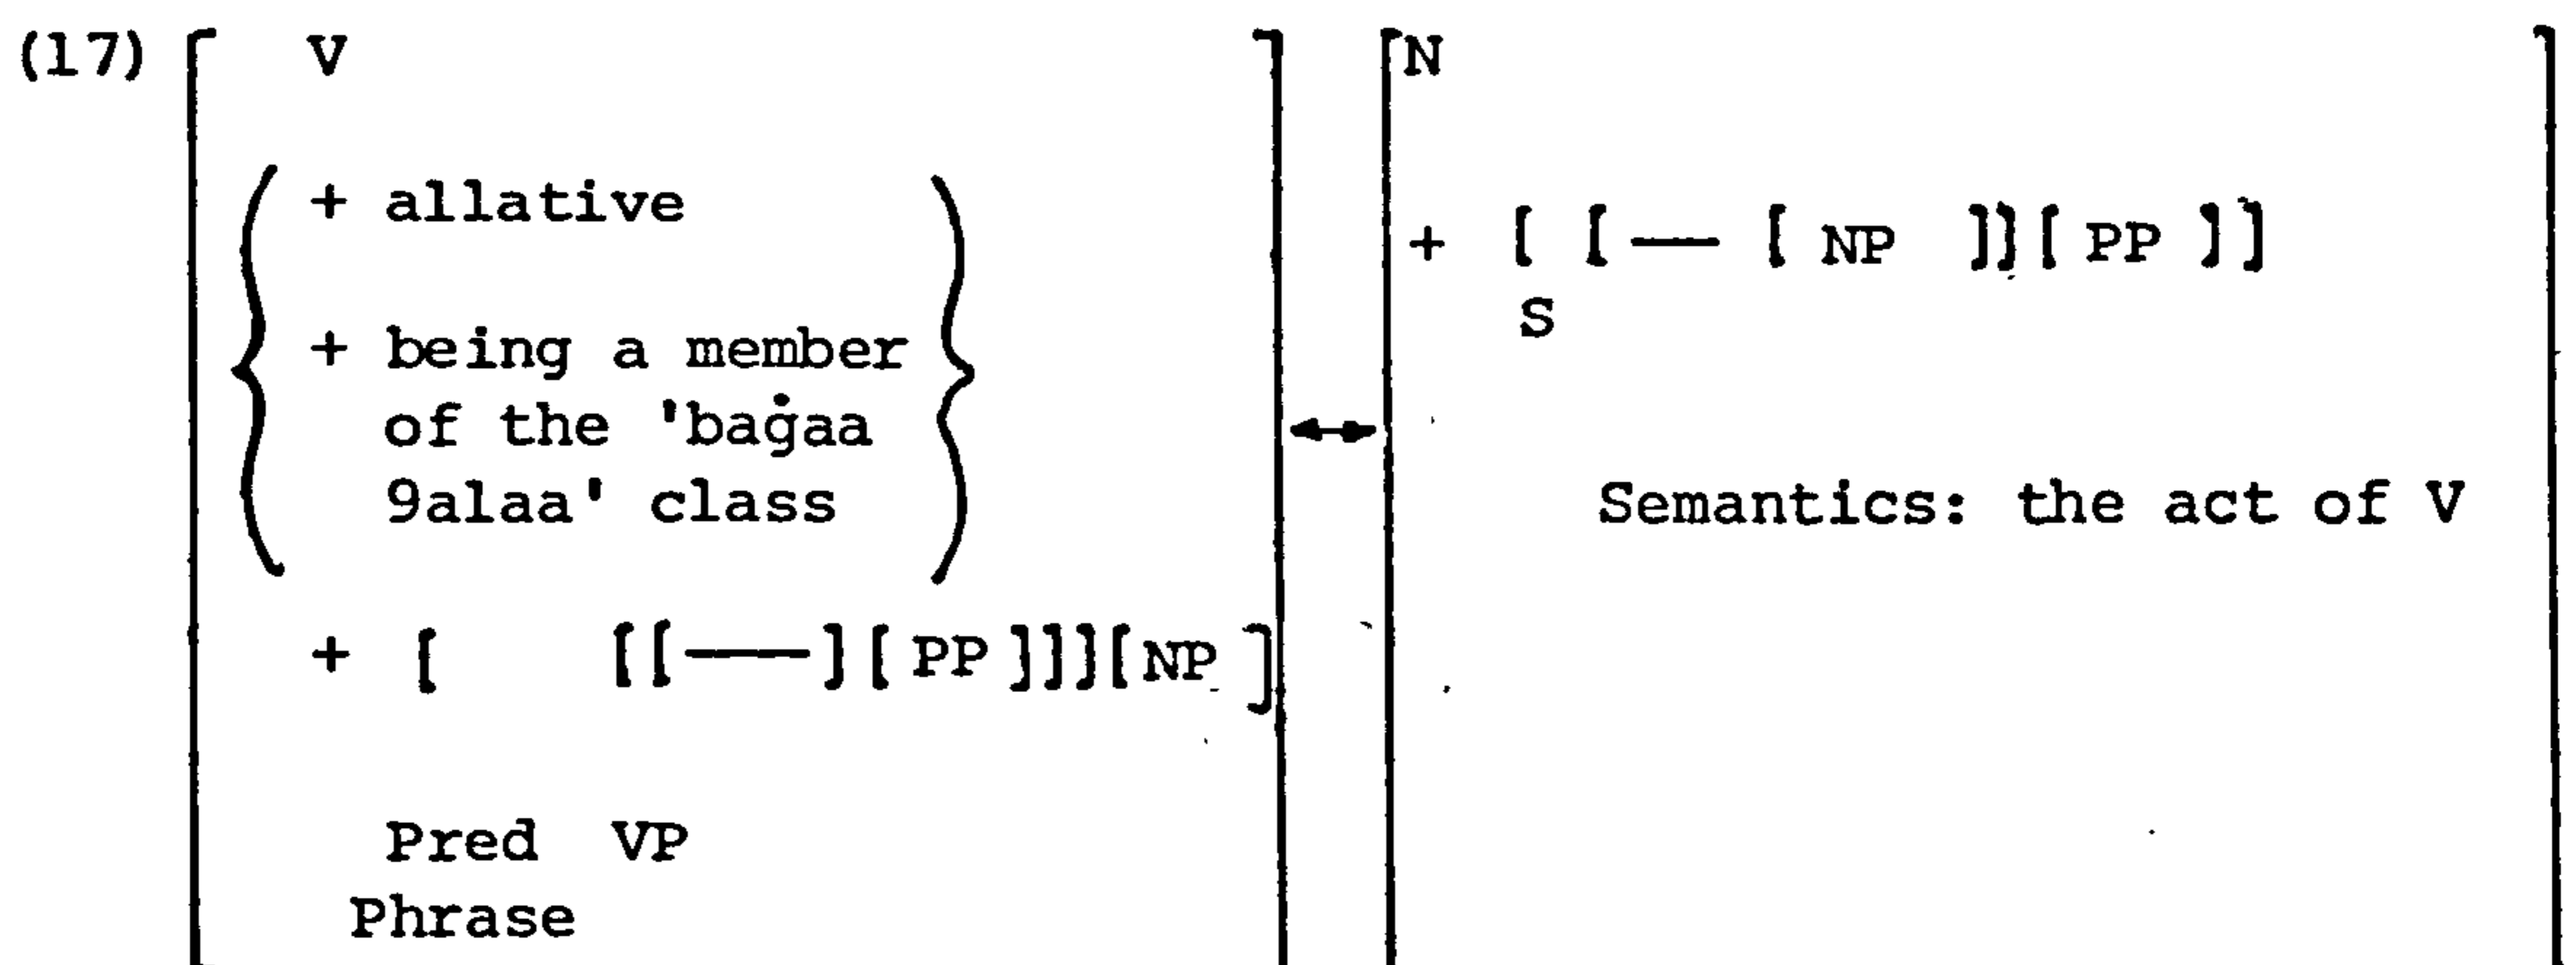 (17) [ V ] [ N ]
{ + allative }
+ [ [ — [ NP ]] [ PP ]]
S
+ being a member
of the 'baġaa
↔
9alaa' class
Semantics: the act of V
+ [ [[ — ] [ PP ]]] [ NP ]
Pred VP
Phrase